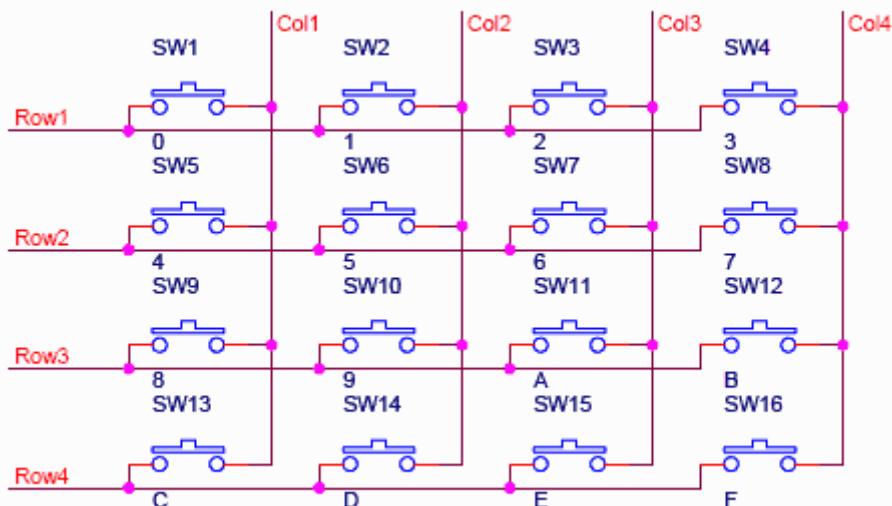 Col1 Col2 Col3 Col4
SW1 SW2 SW3 SW4
Row1
0 1 2 3
SW5 SW6 SW7 SW8
Row2
4 5 6 7
SW9 SW10 SW11 SW12
Row3
8 9 A B
SW13 SW14 SW15 SW16
Row4
C D E F